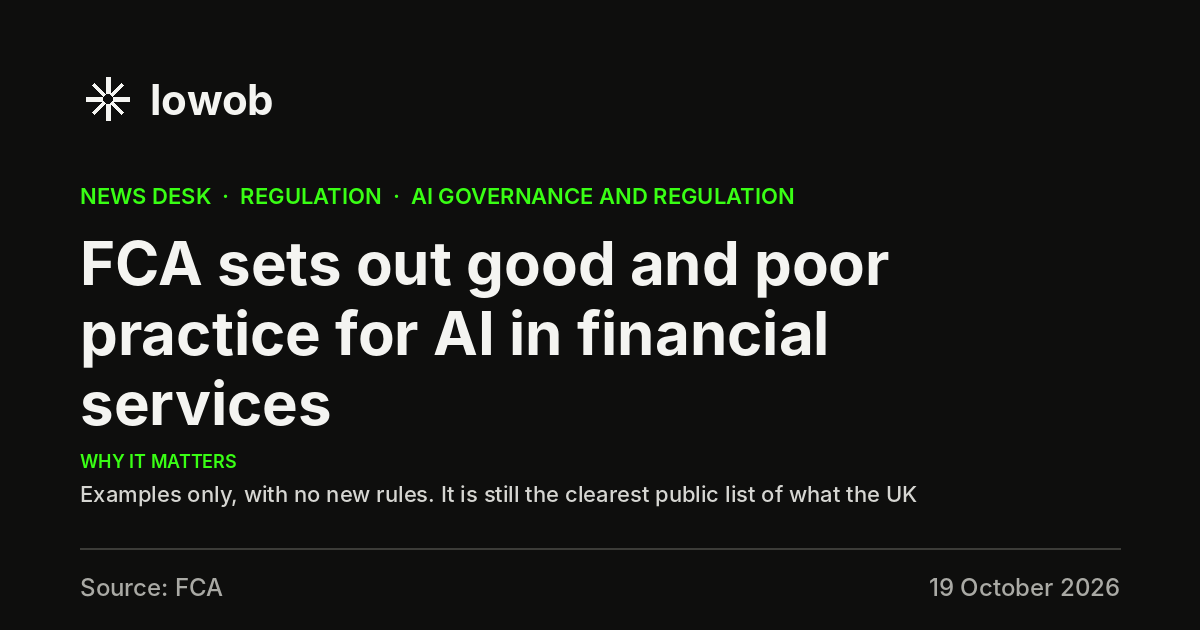 lowob
NEWS DESK · REGULATION · AI GOVERNANCE AND REGULATION
FCA sets out good and poor
practice for AI in financial
services
WHY IT MATTERS
Examples only, with no new rules. It is still the clearest public list of what the UK
Source: FCA
19 October 2026